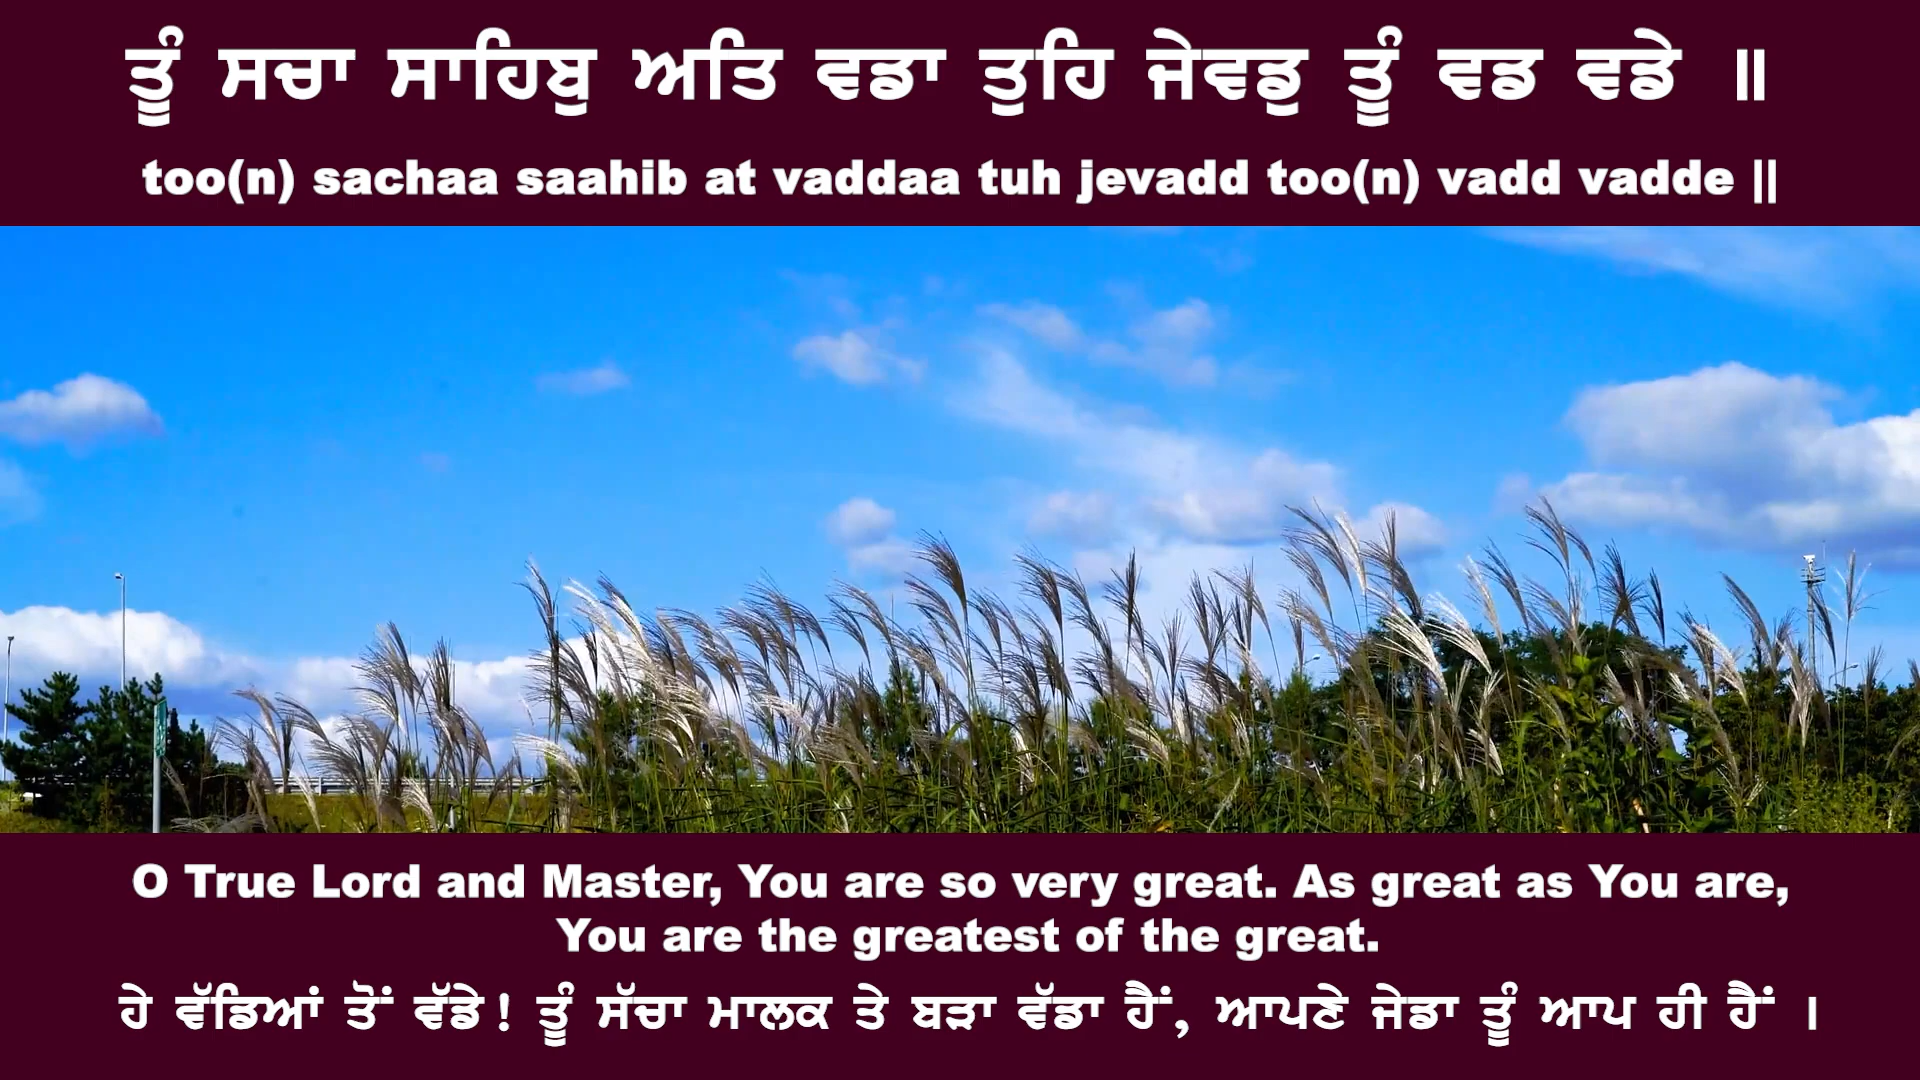 ਤੂੰ ਸਚਾ ਸਾਹਿਬੁ ਅਤਿ ਵਡਾ ਤੁਹਿ ਜੇਵਡੁ ਤੂੰ ਵਡ ਵਡੇ ॥
too(n) sachaa saahib at vaddaa tuh jevadd too(n) vadd vadde ||
O True Lord and Master, You are so very great. As great as You are,
You are the greatest of the great.
ਹੇ ਵੱਡਿਆਂ ਤੋਂ ਵੱਡੇ! ਤੂੰ ਸੱਚਾ ਮਾਲਕ ਤੇ ਬੜਾ ਵੱਡਾ ਹੈਂ, ਆਪਣੇ ਜੇਡਾ ਤੂੰ ਆਪ ਹੀ ਹੈਂ ।